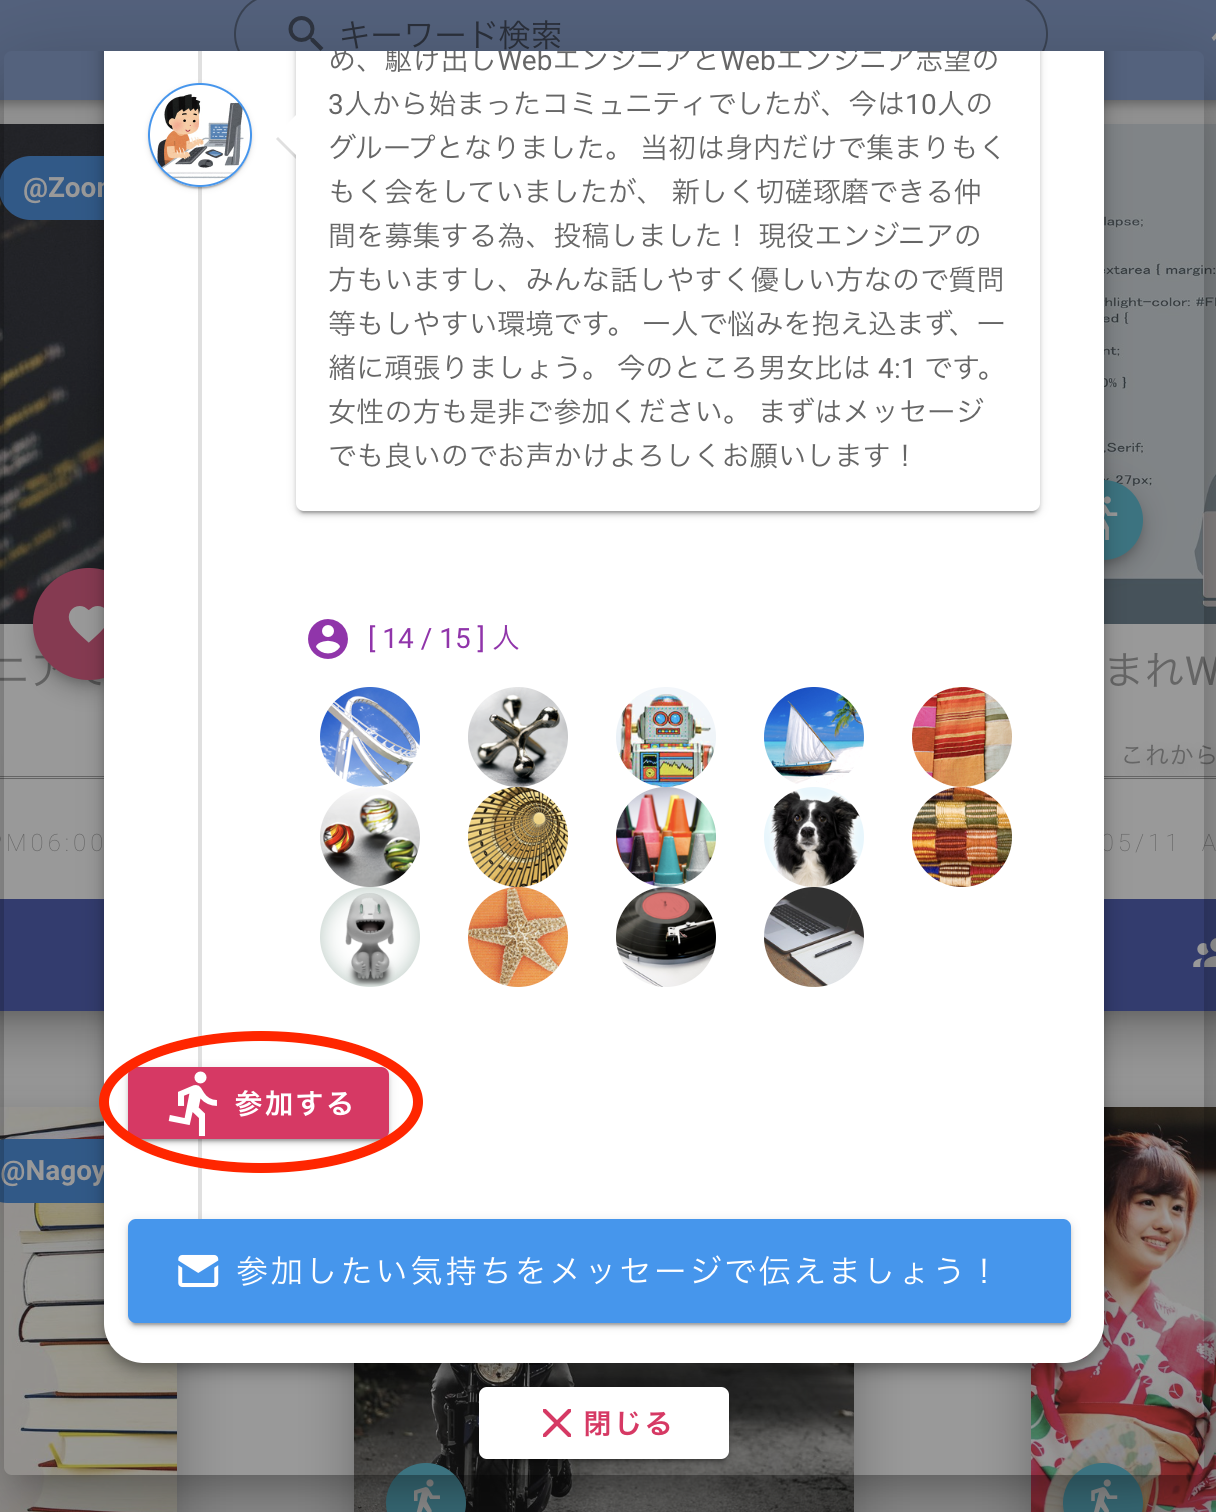 キーワード検索
め、駆け出しWebエンジニアとWebエンジニア志望の
3人から始まったコミュニティでしたが、今は10人の
グループとなりました。 当初は身内だけで集まりもく
もく会をしていましたが、 新しく切磋琢磨できる仲
間を募集する為、投稿しました！ 現役エンジニアの
方もいますし、みんな話しやすく優しい方なので質問
等もしやすい環境です。 一人で悩みを抱え込まず、一
緒に頑張りましょう。 今のところ男女比は 4:1 です。
女性の方も是非ご参加ください。 まずはメッセージ
でも良いのでお声かけよろしくお願いします！
@Zoo
lapse;
extarea { margin:
hlight-color: #F
ed {
nt;
0% }
Serif;
27px;
[ 14 / 15 ] 人
まれW
これから
PM06:00
05/11 A
参加する
@Nagoy
参加したい気持ちをメッセージで伝えましょう！
閉じる